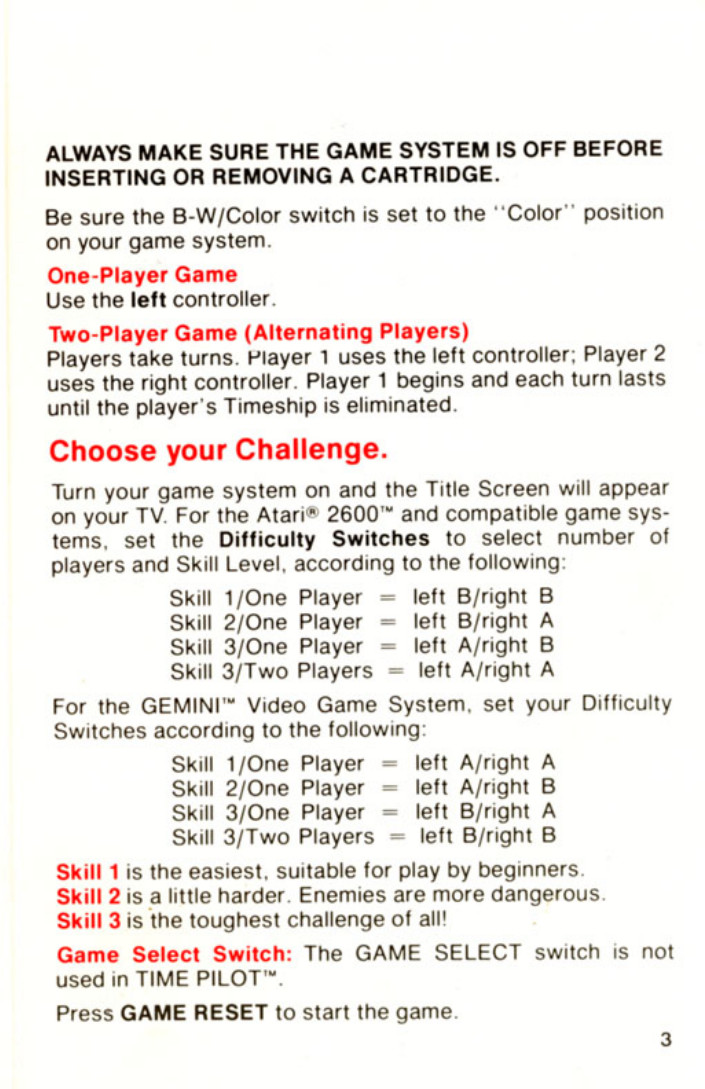 ALWAYS MAKE SURE THE GAME SYSTEM IS OFF BEFORE
INSERTING OR REMOVING A CARTRIDGE.
Be sure the B-W/Color switch is set to the "Color" position
on your game system.
One-Player Game
Use the left controller.
Two-Player Game (Alternating Players)
Players take turns. Player 1 uses the left controller; Player 2
uses the right controller. Player 1 begins and each turn lasts
until the player's Timeship is eliminated.
Choose your Challenge.
Turn your game system on and the Title Screen will appear
on your TV. For the Atari® 2600™ and compatible game sys-
tems, set the Difficulty Switches to select number of
players and Skill Level, according to the following:
Skill 1/One Player = left B/right B
Skill 2/One Player = left B/right A
Skill 3/One Player = left A/right B
Skill 3/Two Players = left A/right A
For the GEMINI™ Video Game System, set your Difficulty
Switches according to the following:
Skill 1/One Player = left A/right A
Skill 2/One Player = left A/right B
Skill 3/One Player = left B/right A
Skill 3/Two Players = left B/right B
Skill 1 is the easiest, suitable for play by beginners.
Skill 2 is a little harder. Enemies are more dangerous.
Skill 3 is the toughest challenge of all!
Game Select Switch: The GAME SELECT switch is not
used in TIME PILOT™.
Press GAME RESET to start the game.
3